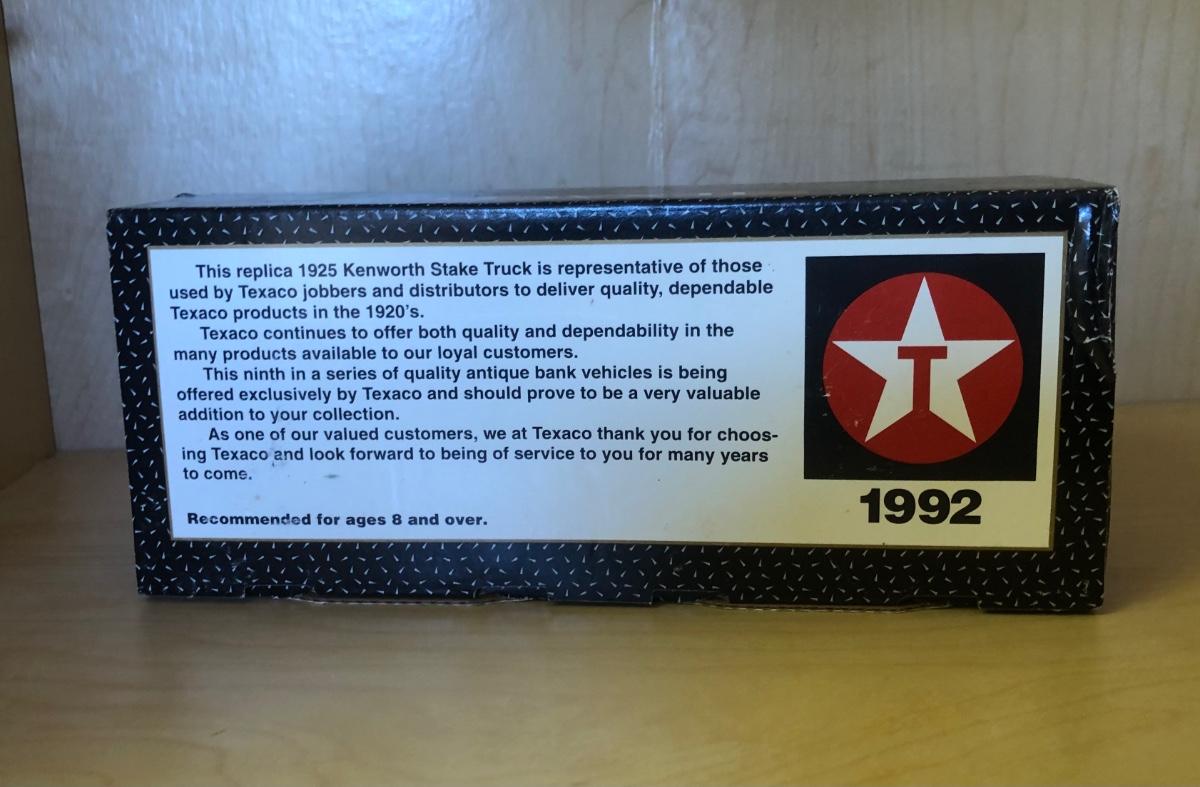 This replica 1925 Kenworth Stake Truck is representative of those
used by Texaco jobbers and distributors to deliver quality, dependable
Texaco products in the 1920's.
Texaco continues to offer both quality and dependability in the
many products available to our loyal customers.
This ninth in a series of quality antique bank vehicles is being
offered exclusively by Texaco and should prove to be a very valuable
addition to your collection.
As one of our valued customers, we at Texaco thank you for choos-
ing Texaco and look forward to being of service to you for many years
to come.
Recommended for ages 8 and over.
T
1992